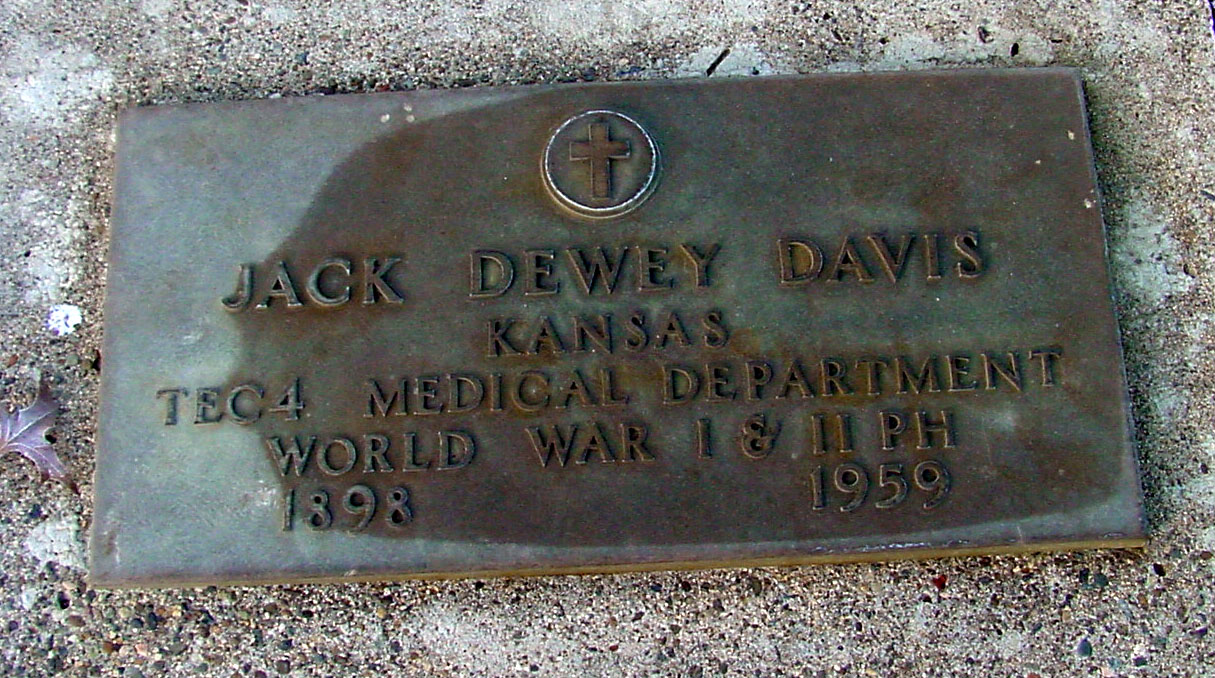 JACK DEWEY DAVIS
KANSAS
TEC4 MEDICAL DEPARTMENT
WORLD WAR I & II PH
1898 1959